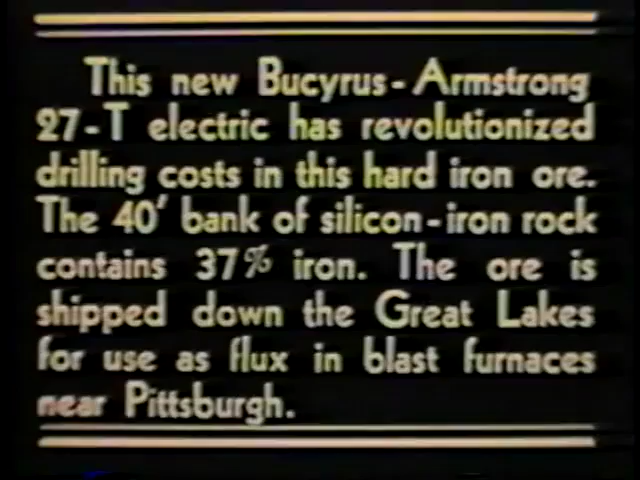 This new Bucyrus-Armstrong
27-T electric has revolutionized
drilling costs in this hard iron ore.
The 40' bank of silicon-iron rock
contains 37% iron. The ore is
shipped down the Great Lakes
for use as flux in blast furnaces
near Pittsburgh.